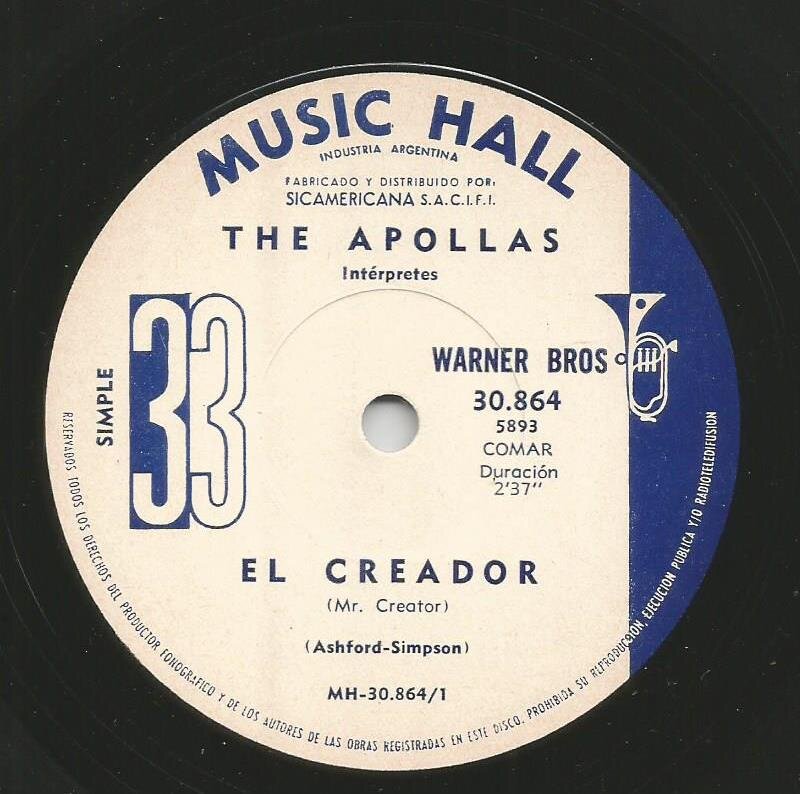 MUSIC HALL
INDUSTRIA ARGENTINA
FABRICADO Y DISTRIBUIDO POR:
SICAMERICANA S.A.C.I.F.I.
THE APOLLAS
Intérpretes
SIMPLE
33
WARNER BROS
30.864
5893
COMAR
Duración
2'37"
EL CREADOR
(Mr. Creator)
(Ashford-Simpson)
MH-30.864/1
RESERVADOS TODOS LOS DERECHOS DEL PRODUCTOR FONOGRAFICO Y DE LOS AUTORES DE LAS OBRAS REGISTRADAS EN ESTE DISCO. PROHIBIDA SU REPRODUCCION, EJECUCION PUBLICA Y/O RADIOTELEDIFUSION